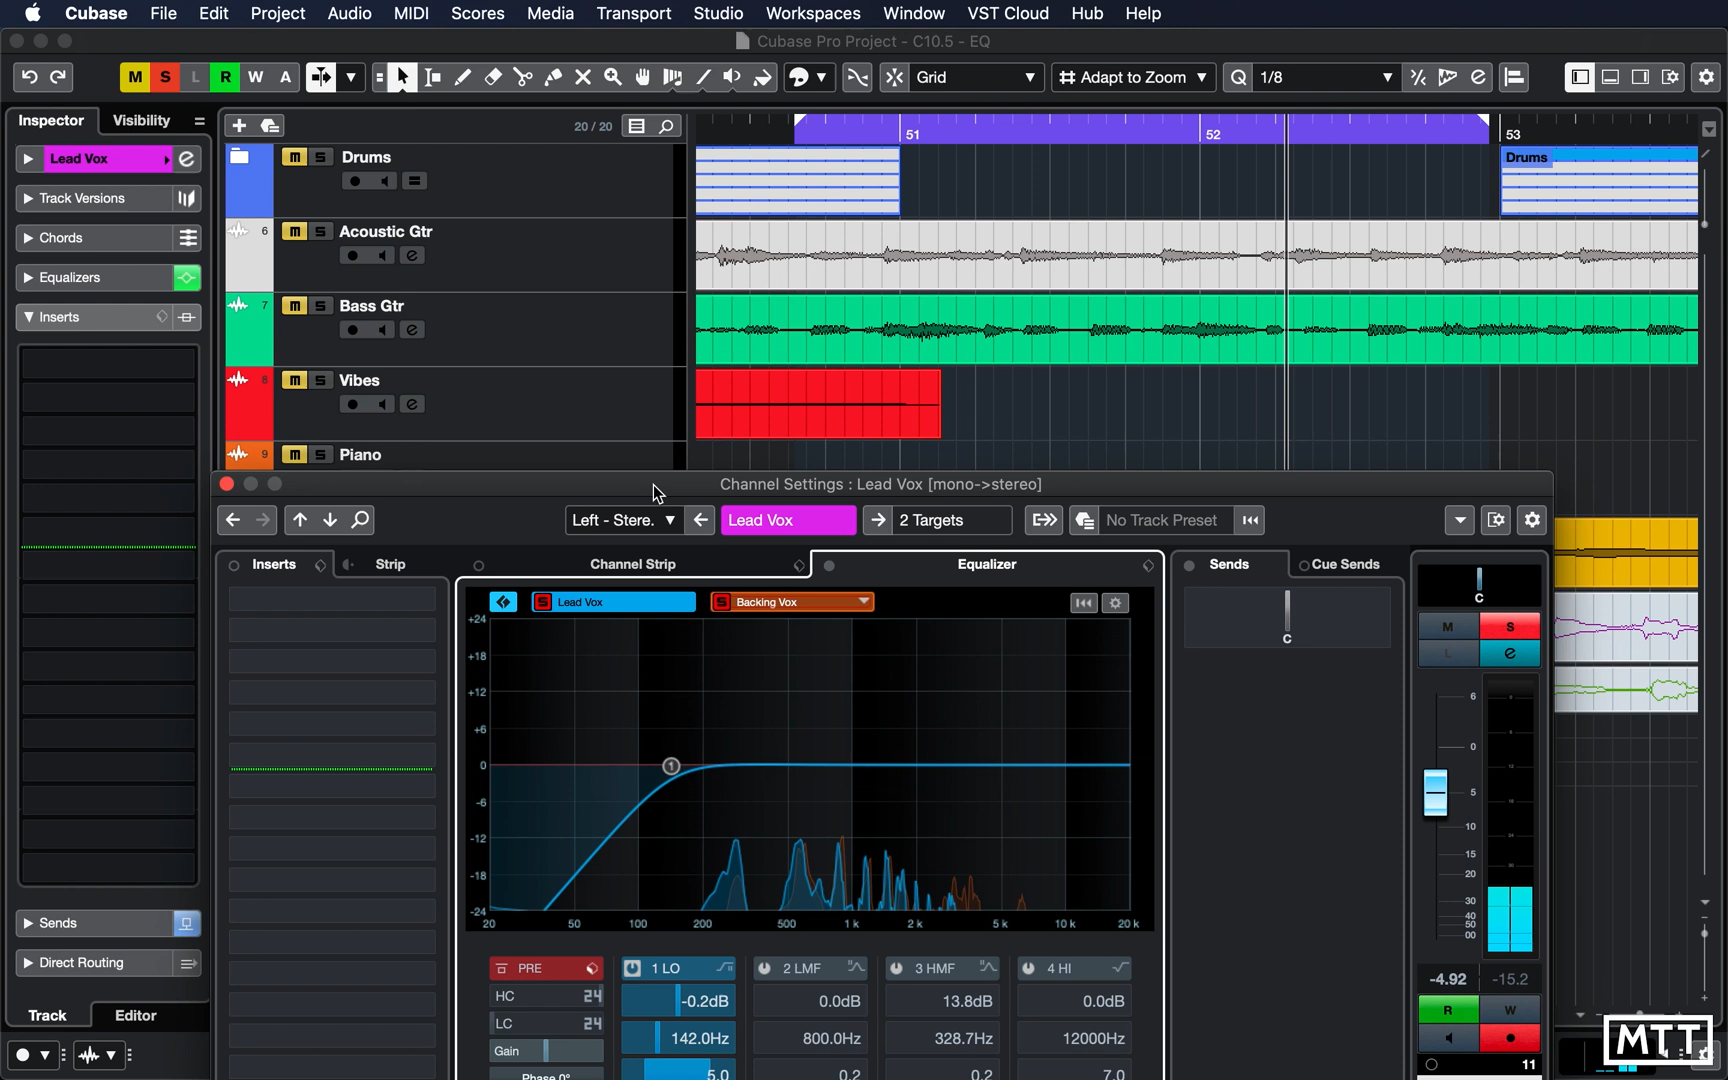 Cubase File Edit Project Audio MIDI Scores Media Transport Studio Workspaces Window VST Cloud Hub Help
Cubase Pro Project - C10.5 - EQ
M S L R W A Grid Adapt to Zoom Q 1/8
Inspector Visibility
20 / 20
51 52 53
Lead Vox
Track Versions
Chords
Equalizers
Inserts
Sends
Direct Routing
Track Editor
m S Drums
Drums
6 m S Acoustic Gtr
7 m S Bass Gtr
8 m S Vibes
9 m S Piano
Channel Settings : Lead Vox [mono->stereo]
Left - Stere. Lead Vox 2 Targets No Track Preset
Inserts Strip Channel Strip Equalizer Sends Cue Sends
S Lead Vox S Backing Vox
+24
+18
+12
+6
0
-6
-12
-18
-24
20 50 100 200 500 1 k 2 k 5 k 10 k 20 k
PRE 1 LO 2 LMF 3 HMF 4 HI
HC 24 -0.2dB 0.0dB 13.8dB 0.0dB
LC 24 142.0Hz 800.0Hz 328.7Hz 12000Hz
Gain
Phase 0° 5.0 0.2 0.2 7.0
1
C
C
M S
L e
6
0
5
10
15
20
30
40
50
00
-4.92 -15.2
R W
11
MTT